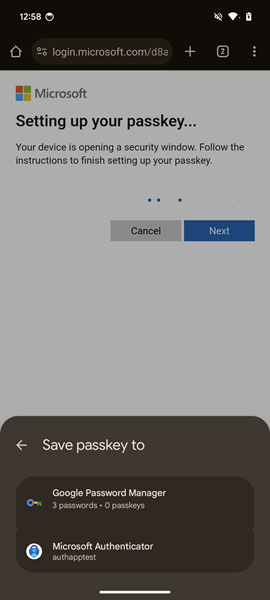 12:58
login.microsoft.com/d8a
2
Microsoft
Setting up your passkey...
Your device is opening a security window. Follow the
instructions to finish setting up your passkey.
Cancel
Next
Save passkey to
Google Password Manager
3 passwords • 0 passkeys
Microsoft Authenticator
authapptest